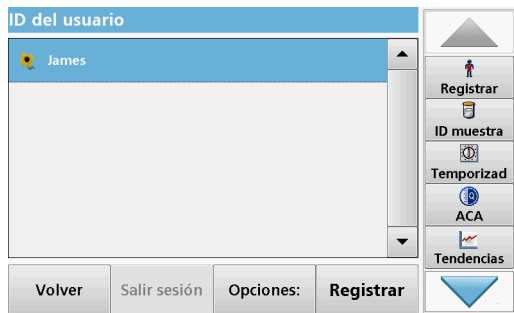 ID del usuario
James
Volver
Salir sesión
Opciones:
Registrar
Registrar
ID muestra
Temporizad
ACA
Tendencias